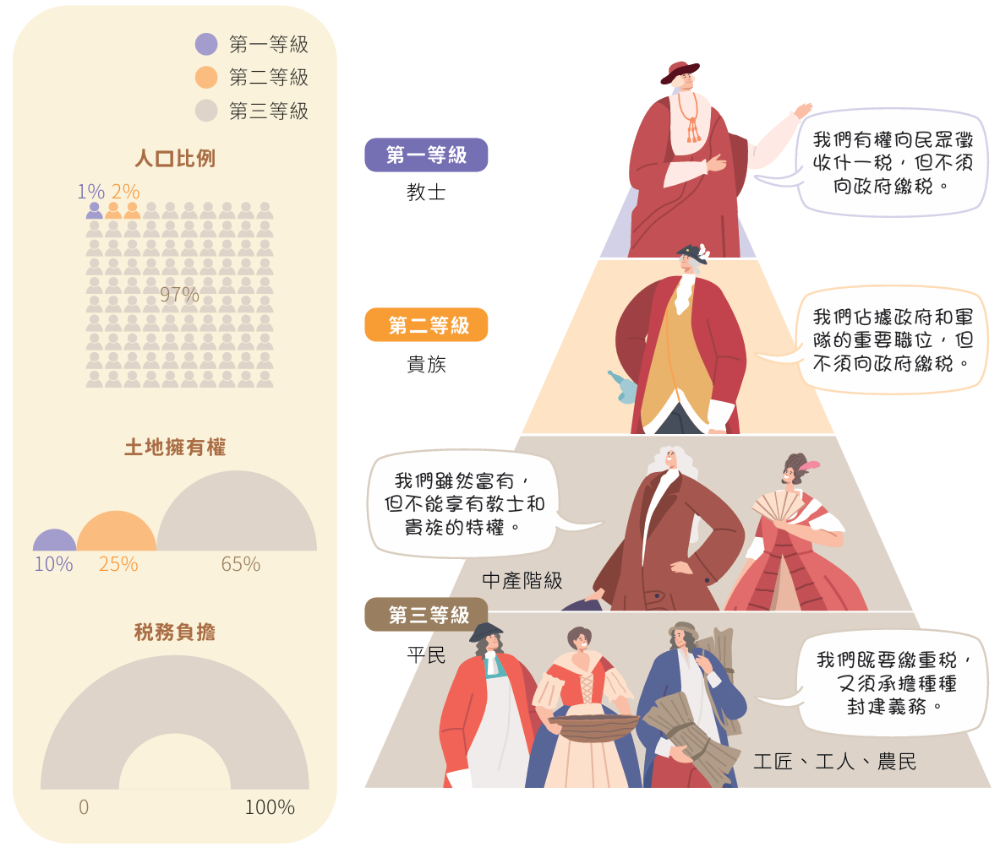 第一等級
第二等級
第三等級
人口比例
1% 2%
97%
土地擁有權
10% 25% 65%
稅務負擔
0 100%
第一等級
教士
我們有權向民眾徵
收什一稅，但不須
向政府繳稅。
第二等級
貴族
我們佔據政府和軍
隊的重要職位，但
不須向政府繳稅。
我們雖然富有，
但不能享有教士和
貴族的特權。
中產階級
第三等級
平民
我們既要繳重稅，
又須承擔種種
封建義務。
工匠、工人、農民